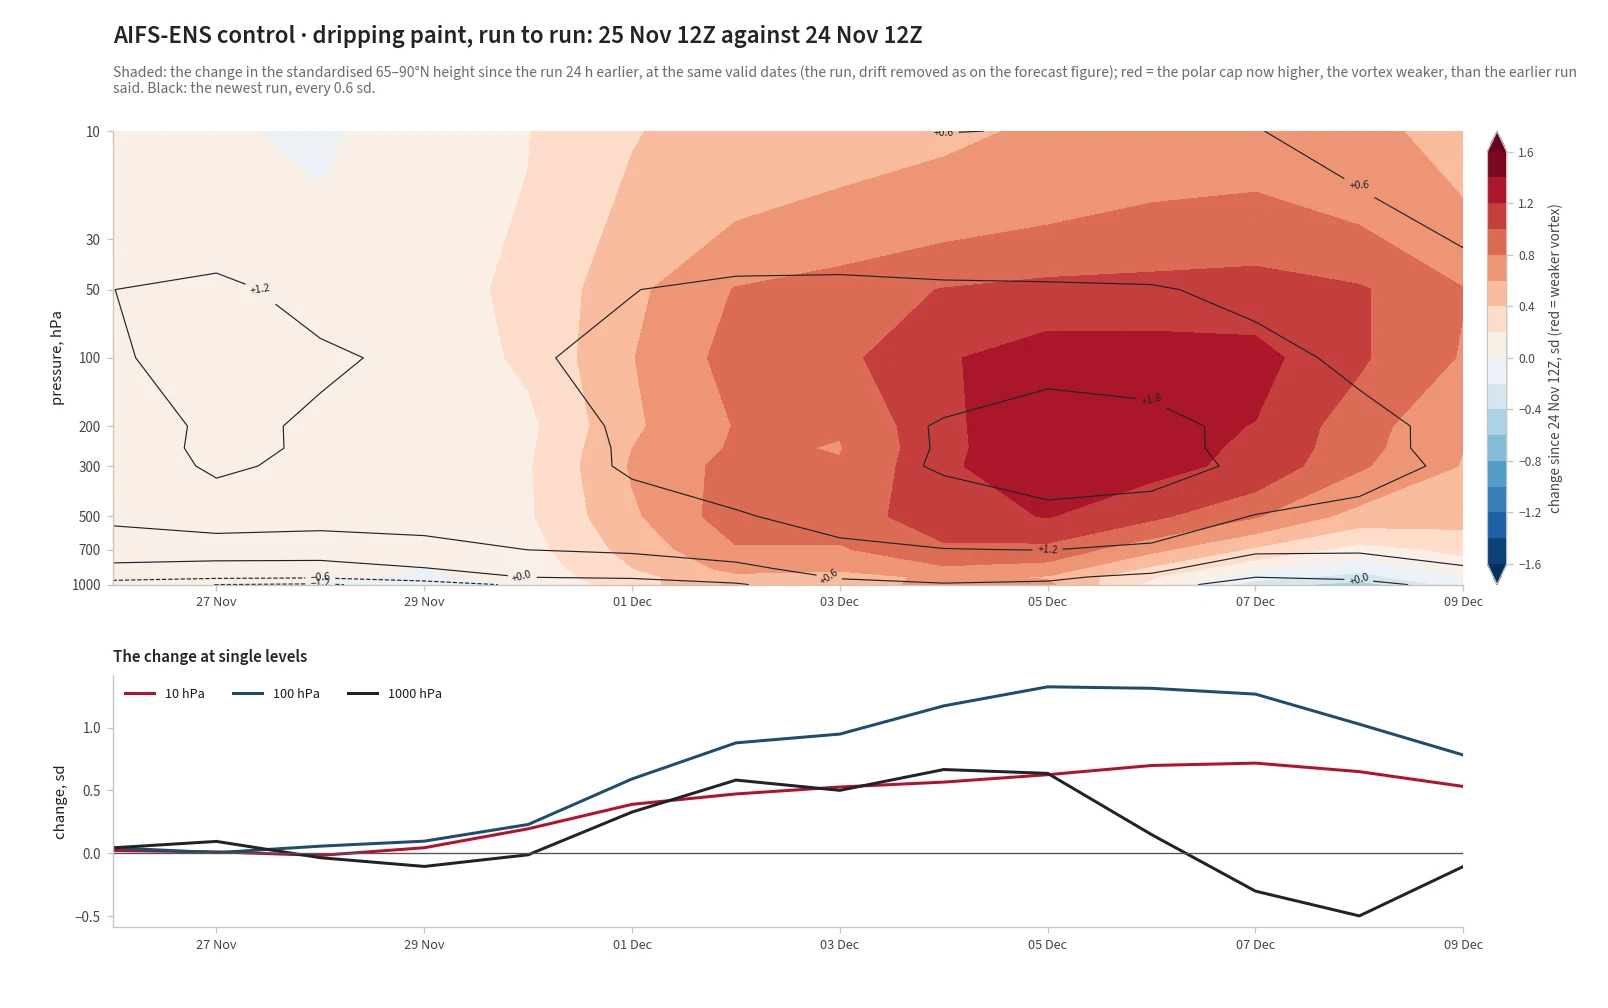 AIFS-ENS control · dripping paint, run to run: 25 Nov 12Z against 24 Nov 12Z
Shaded: the change in the standardised 65–90°N height since the run 24 h earlier, at the same valid dates (the run, drift removed as on the forecast figure); red = the polar cap now higher, the vortex weaker, than the earlier run
said. Black: the newest run, every 0.6 sd.
10
30
50
100
200
300
500
700
1000
pressure, hPa
+0.6
+0.6
+1.2
+1.8
+1.2
+0.6
+0.0
−0.6
+0.0
27 Nov
29 Nov
01 Dec
03 Dec
05 Dec
07 Dec
09 Dec
1.6
1.2
0.8
0.4
0.0
−0.4
−0.8
−1.2
−1.6
change since 24 Nov 12Z, sd (red = weaker vortex)
The change at single levels
10 hPa
100 hPa
1000 hPa
1.0
0.5
0.0
−0.5
change, sd
27 Nov
29 Nov
01 Dec
03 Dec
05 Dec
07 Dec
09 Dec